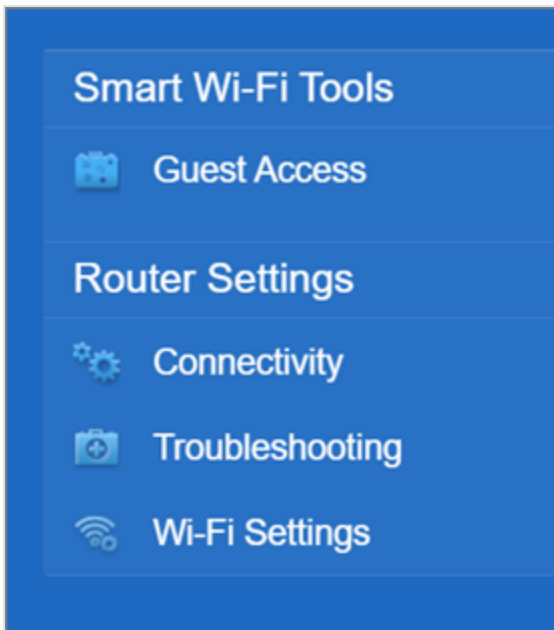 Smart Wi-Fi Tools
Guest Access
Router Settings
Connectivity
Troubleshooting
Wi-Fi Settings